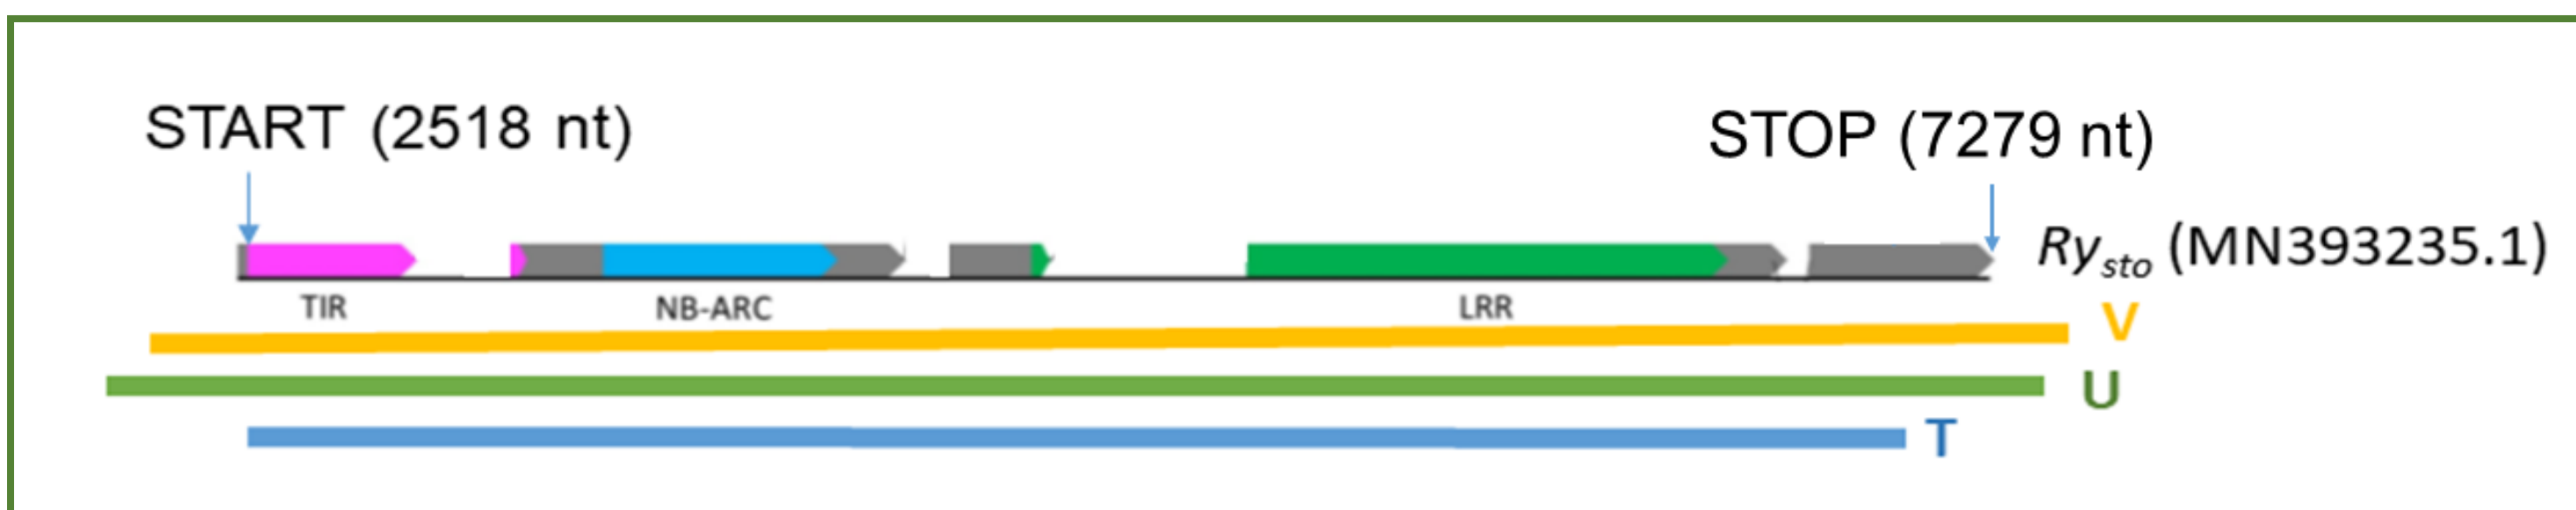 START (2518 nt)
STOP (7279 nt)
Rysto (MN393235.1)
TIR
NB-ARC
LRR
V
U
T